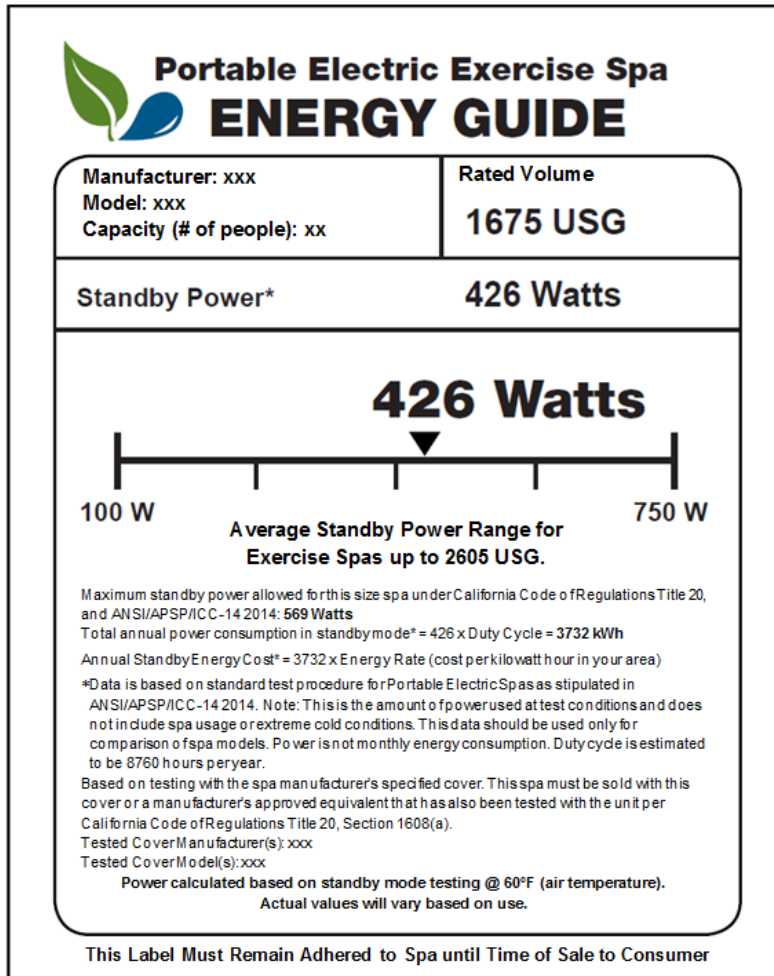 Portable Electric Exercise Spa
ENERGY GUIDE
Manufacturer: xxx
Model: xxx
Capacity (# of people): xx
Rated Volume
1675 USG
Standby Power*
426 Watts
426 Watts
100 W
750 W
Average Standby Power Range for
Exercise Spas up to 2605 USG.
Maximum standby power allowed for this size spa under California Code of Regulations Title 20,
and ANSI/APSP/ICC-14 2014: 569 Watts
Total annual power consumption in standby mode* = 426 x Duty Cycle = 3732 kWh
Annual Standby Energy Cost* = 3732 x Energy Rate (cost per kilowatt hour in your area)
*Data is based on standard test procedure for Portable Electric Spas as stipulated in
ANSI/APSP/ICC-14 2014. Note: This is the amount of power used at test conditions and does
not include spa usage or extreme cold conditions. This data should be used only for
comparison of spa models. Power is not monthly energy consumption. Duty cycle is estimated
to be 8760 hours per year.
Based on testing with the spa manufacturer's specified cover. This spa must be sold with this
cover or a manufacturer's approved equivalent that has also been tested with the unit per
California Code of Regulations Title 20, Section 1608(a).
Tested Cover Manufacturer(s): xxx
Tested Cover Model(s): xxx
Power calculated based on standby mode testing @ 60°F (air temperature).
Actual values will vary based on use.
This Label Must Remain Adhered to Spa until Time of Sale to Consumer